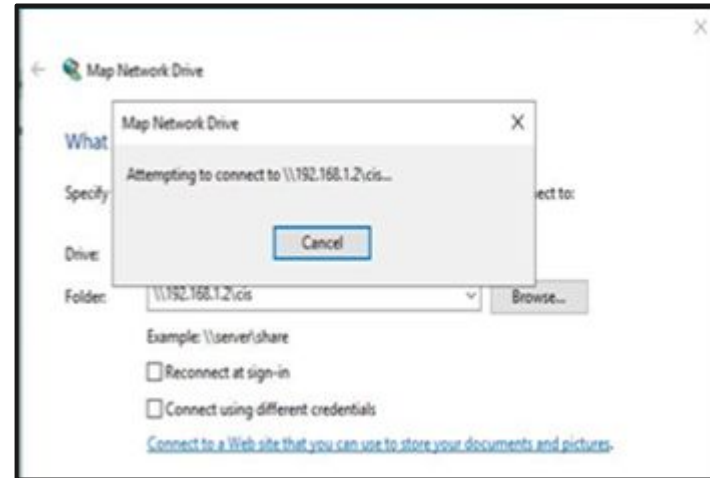 Map Network Drive
Map Network Drive
What
Attempting to connect to \\192.168.1.2\cis...
Specify
ect to:
Cancel
Drive:
Folder:
\\192.168.1.2\cis
Browse...
Example: \\server\share
Reconnect at sign-in
Connect using different credentials
Connect to a Web site that you can use to store your documents and pictures.